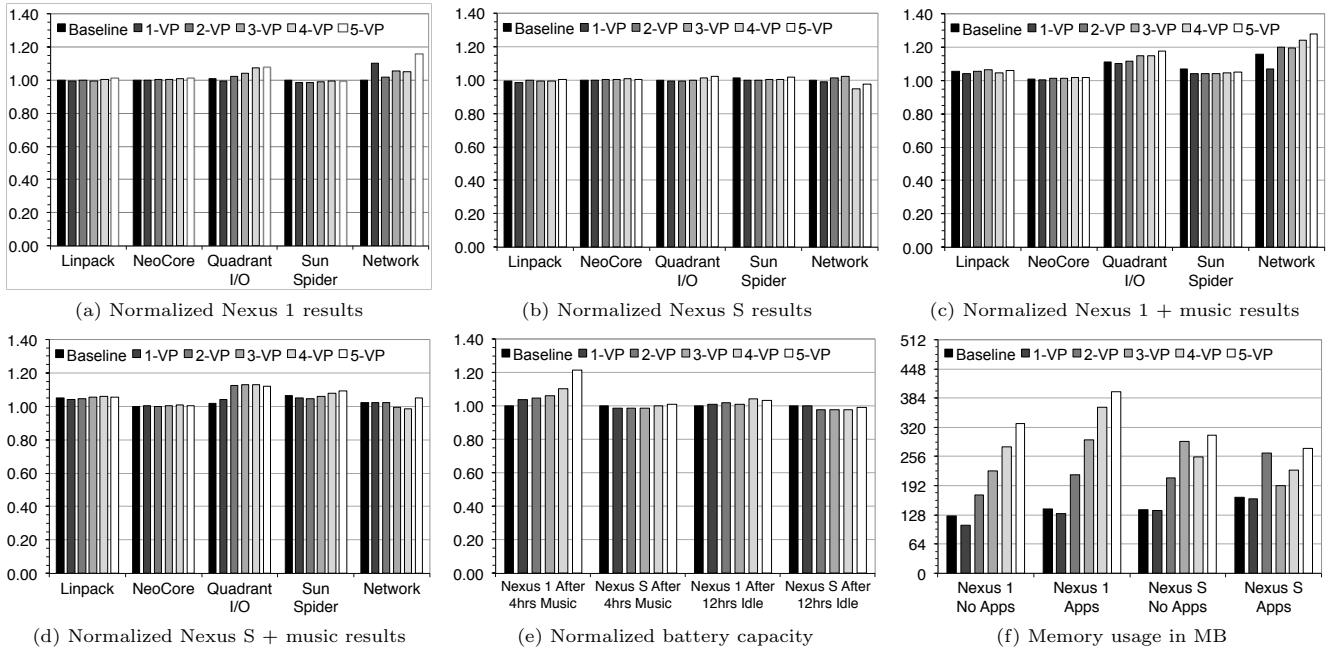 1.40
Baseline 1-VP 2-VP 3-VP 4-VP 5-VP
1.20
1.00
0.80
0.60
0.40
0.20
0.00
Linpack NeoCore Quadrant I/O Sun Spider Network
(a) Normalized Nexus 1 results
1.40
Baseline 1-VP 2-VP 3-VP 4-VP 5-VP
1.20
1.00
0.80
0.60
0.40
0.20
0.00
Linpack NeoCore Quadrant I/O Sun Spider Network
(b) Normalized Nexus S results
1.40
Baseline 1-VP 2-VP 3-VP 4-VP 5-VP
1.20
1.00
0.80
0.60
0.40
0.20
0.00
Linpack NeoCore Quadrant I/O Sun Spider Network
(c) Normalized Nexus 1 + music results
1.40
Baseline 1-VP 2-VP 3-VP 4-VP 5-VP
1.20
1.00
0.80
0.60
0.40
0.20
0.00
Linpack NeoCore Quadrant I/O Sun Spider Network
(d) Normalized Nexus S + music results
1.40
Baseline 1-VP 2-VP 3-VP 4-VP 5-VP
1.20
1.00
0.80
0.60
0.40
0.20
0.00
Nexus 1 After Nexus S After Nexus 1 After Nexus S After
4hrs Music 4hrs Music 12hrs Idle 12hrs Idle
(e) Normalized battery capacity
512
Baseline 1-VP 2-VP 3-VP 4-VP 5-VP
448
384
320
256
192
128
64
0
Nexus 1 Nexus 1 Nexus S Nexus S
No Apps Apps No Apps Apps
(f) Memory usage in MB